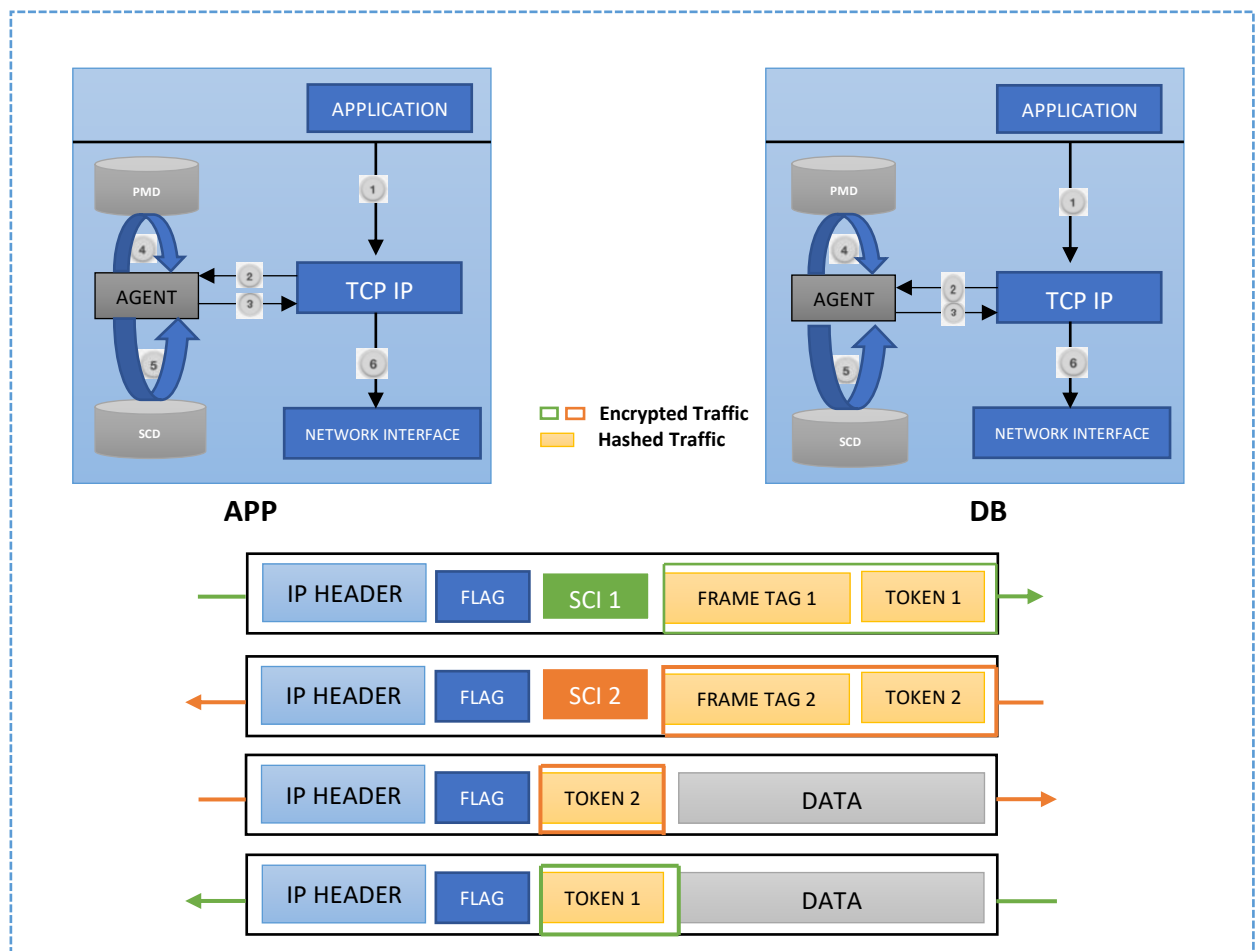 APPLICATION
PMD
1
4
2
AGENT
TCP IP
3
5
6
SCD
NETWORK INTERFACE
APP
APPLICATION
PMD
1
4
2
AGENT
TCP IP
3
5
6
SCD
NETWORK INTERFACE
DB
Encrypted Traffic
Hashed Traffic
IP HEADER FLAG SCI 1 FRAME TAG 1 TOKEN 1
IP HEADER FLAG SCI 2 FRAME TAG 2 TOKEN 2
IP HEADER FLAG TOKEN 2 DATA
IP HEADER FLAG TOKEN 1 DATA